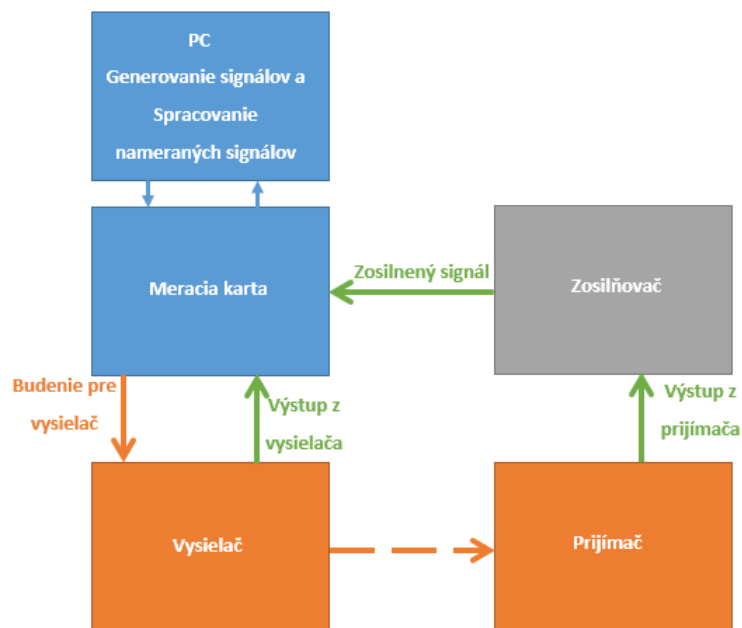 PC
Generovanie signálov a
Spracovanie
nameraných signálov
Meracia karta
Zosilnený signál
Zosilňovač
Budenie pre
vysielač
Výstup z
vysielača
Výstup z
prijímača
Vysielač
Prijímač